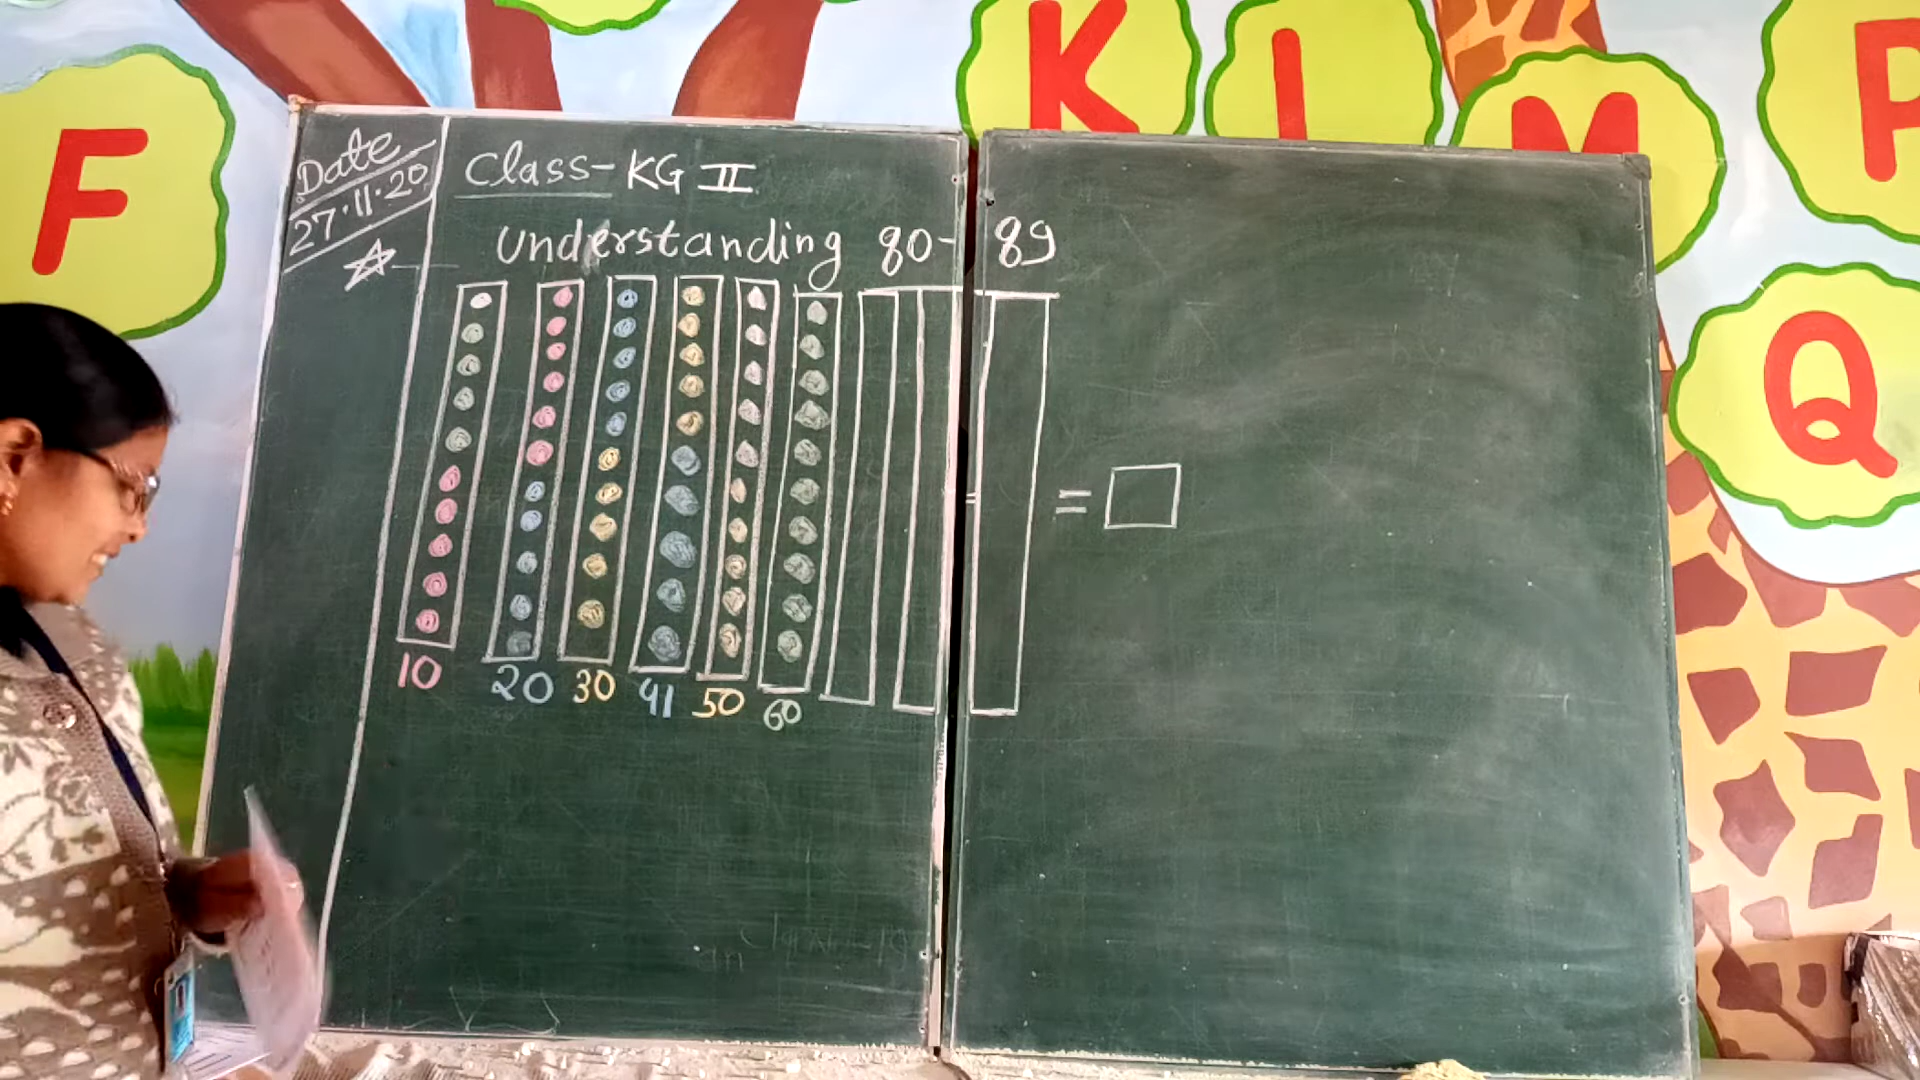 F
K
L
M
P
Q
Date
27.11.20
Class- KG II
Understanding 80- 89
=
10 20 30 41 50 60